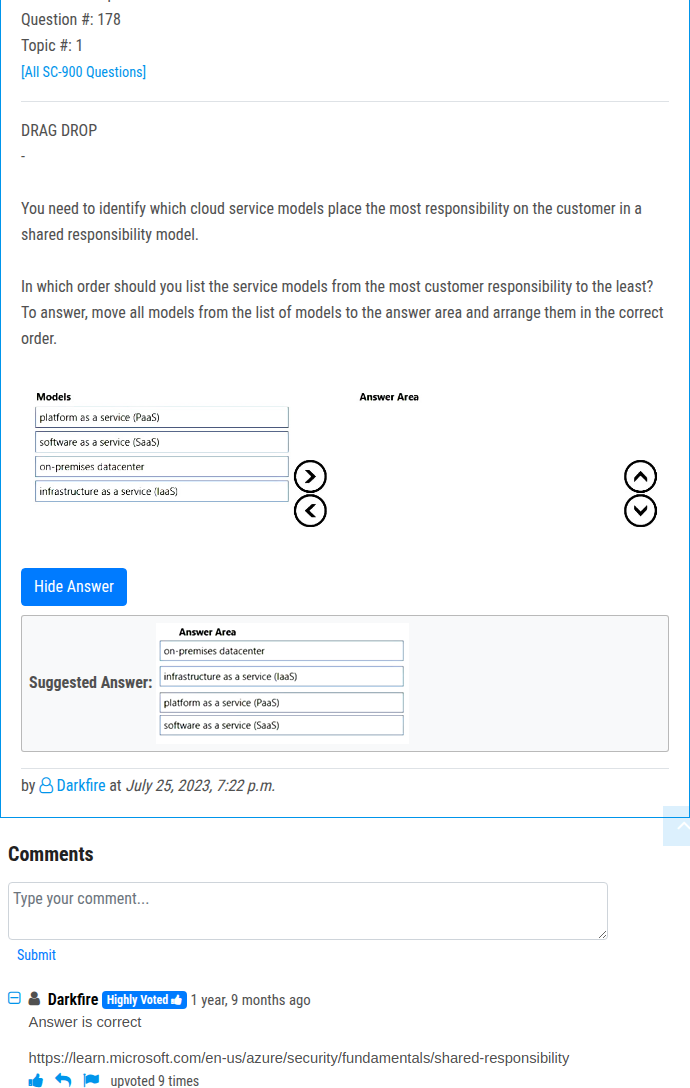 Question #: 178
Topic #: 1
[All SC-900 Questions]
DRAG DROP
-
You need to identify which cloud service models place the most responsibility on the customer in a
shared responsibility model.
In which order should you list the service models from the most customer responsibility to the least?
To answer, move all models from the list of models to the answer area and arrange them in the correct
order.
Models
Answer Area
platform as a service (PaaS)
software as a service (SaaS)
on-premises datacenter
infrastructure as a service (IaaS)
Hide Answer
Suggested Answer:
Answer Area
on-premises datacenter
infrastructure as a service (IaaS)
platform as a service (PaaS)
software as a service (SaaS)
by Darkfire at July 25, 2023, 7:22 p.m.
Comments
Type your comment...
Submit
Darkfire Highly Voted 1 year, 9 months ago
Answer is correct
https://learn.microsoft.com/en-us/azure/security/fundamentals/shared-responsibility
upvoted 9 times